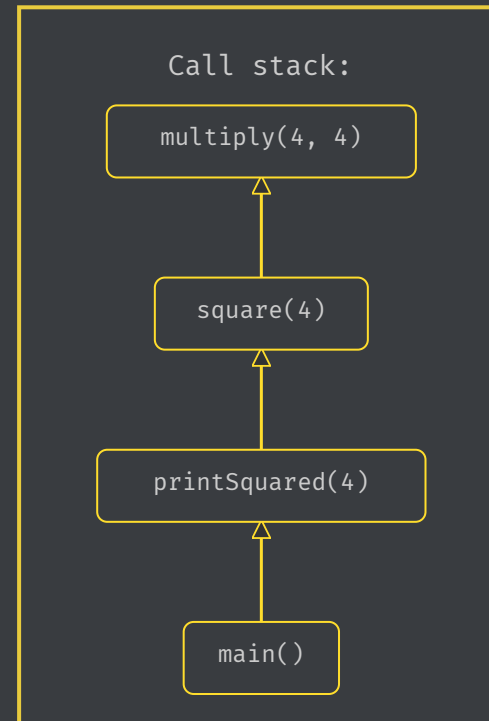 Call stack:
multiply(4, 4)
square(4)
printSquared(4)
main()